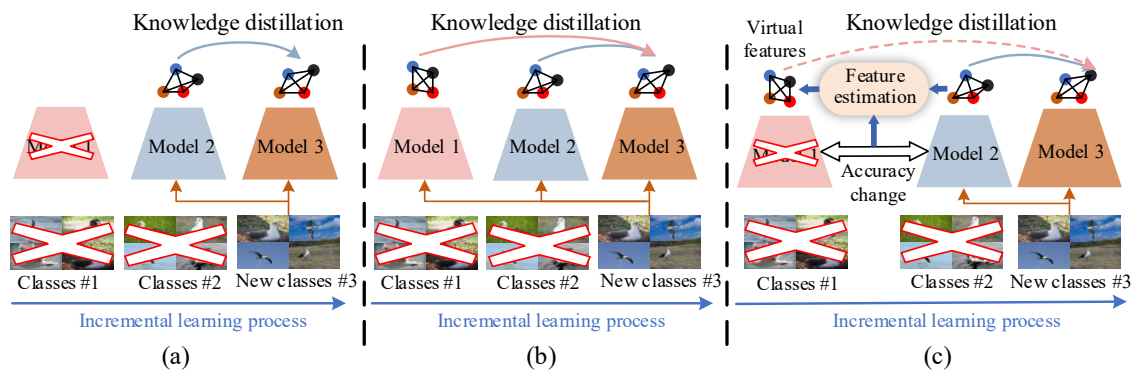 Knowledge distillation
Model 2
Model 3
Classes #1
Classes #2
New classes #3
Incremental learning process
(a)
Knowledge distillation
Model 1
Model 2
Model 3
Classes #1
Classes #2
New classes #3
Incremental learning process
(b)
Knowledge distillation
Virtual
features
Feature
estimation
Model 2
Model 3
Accuracy
change
Classes #1
Classes #2
New classes #3
Incremental learning process
(c)